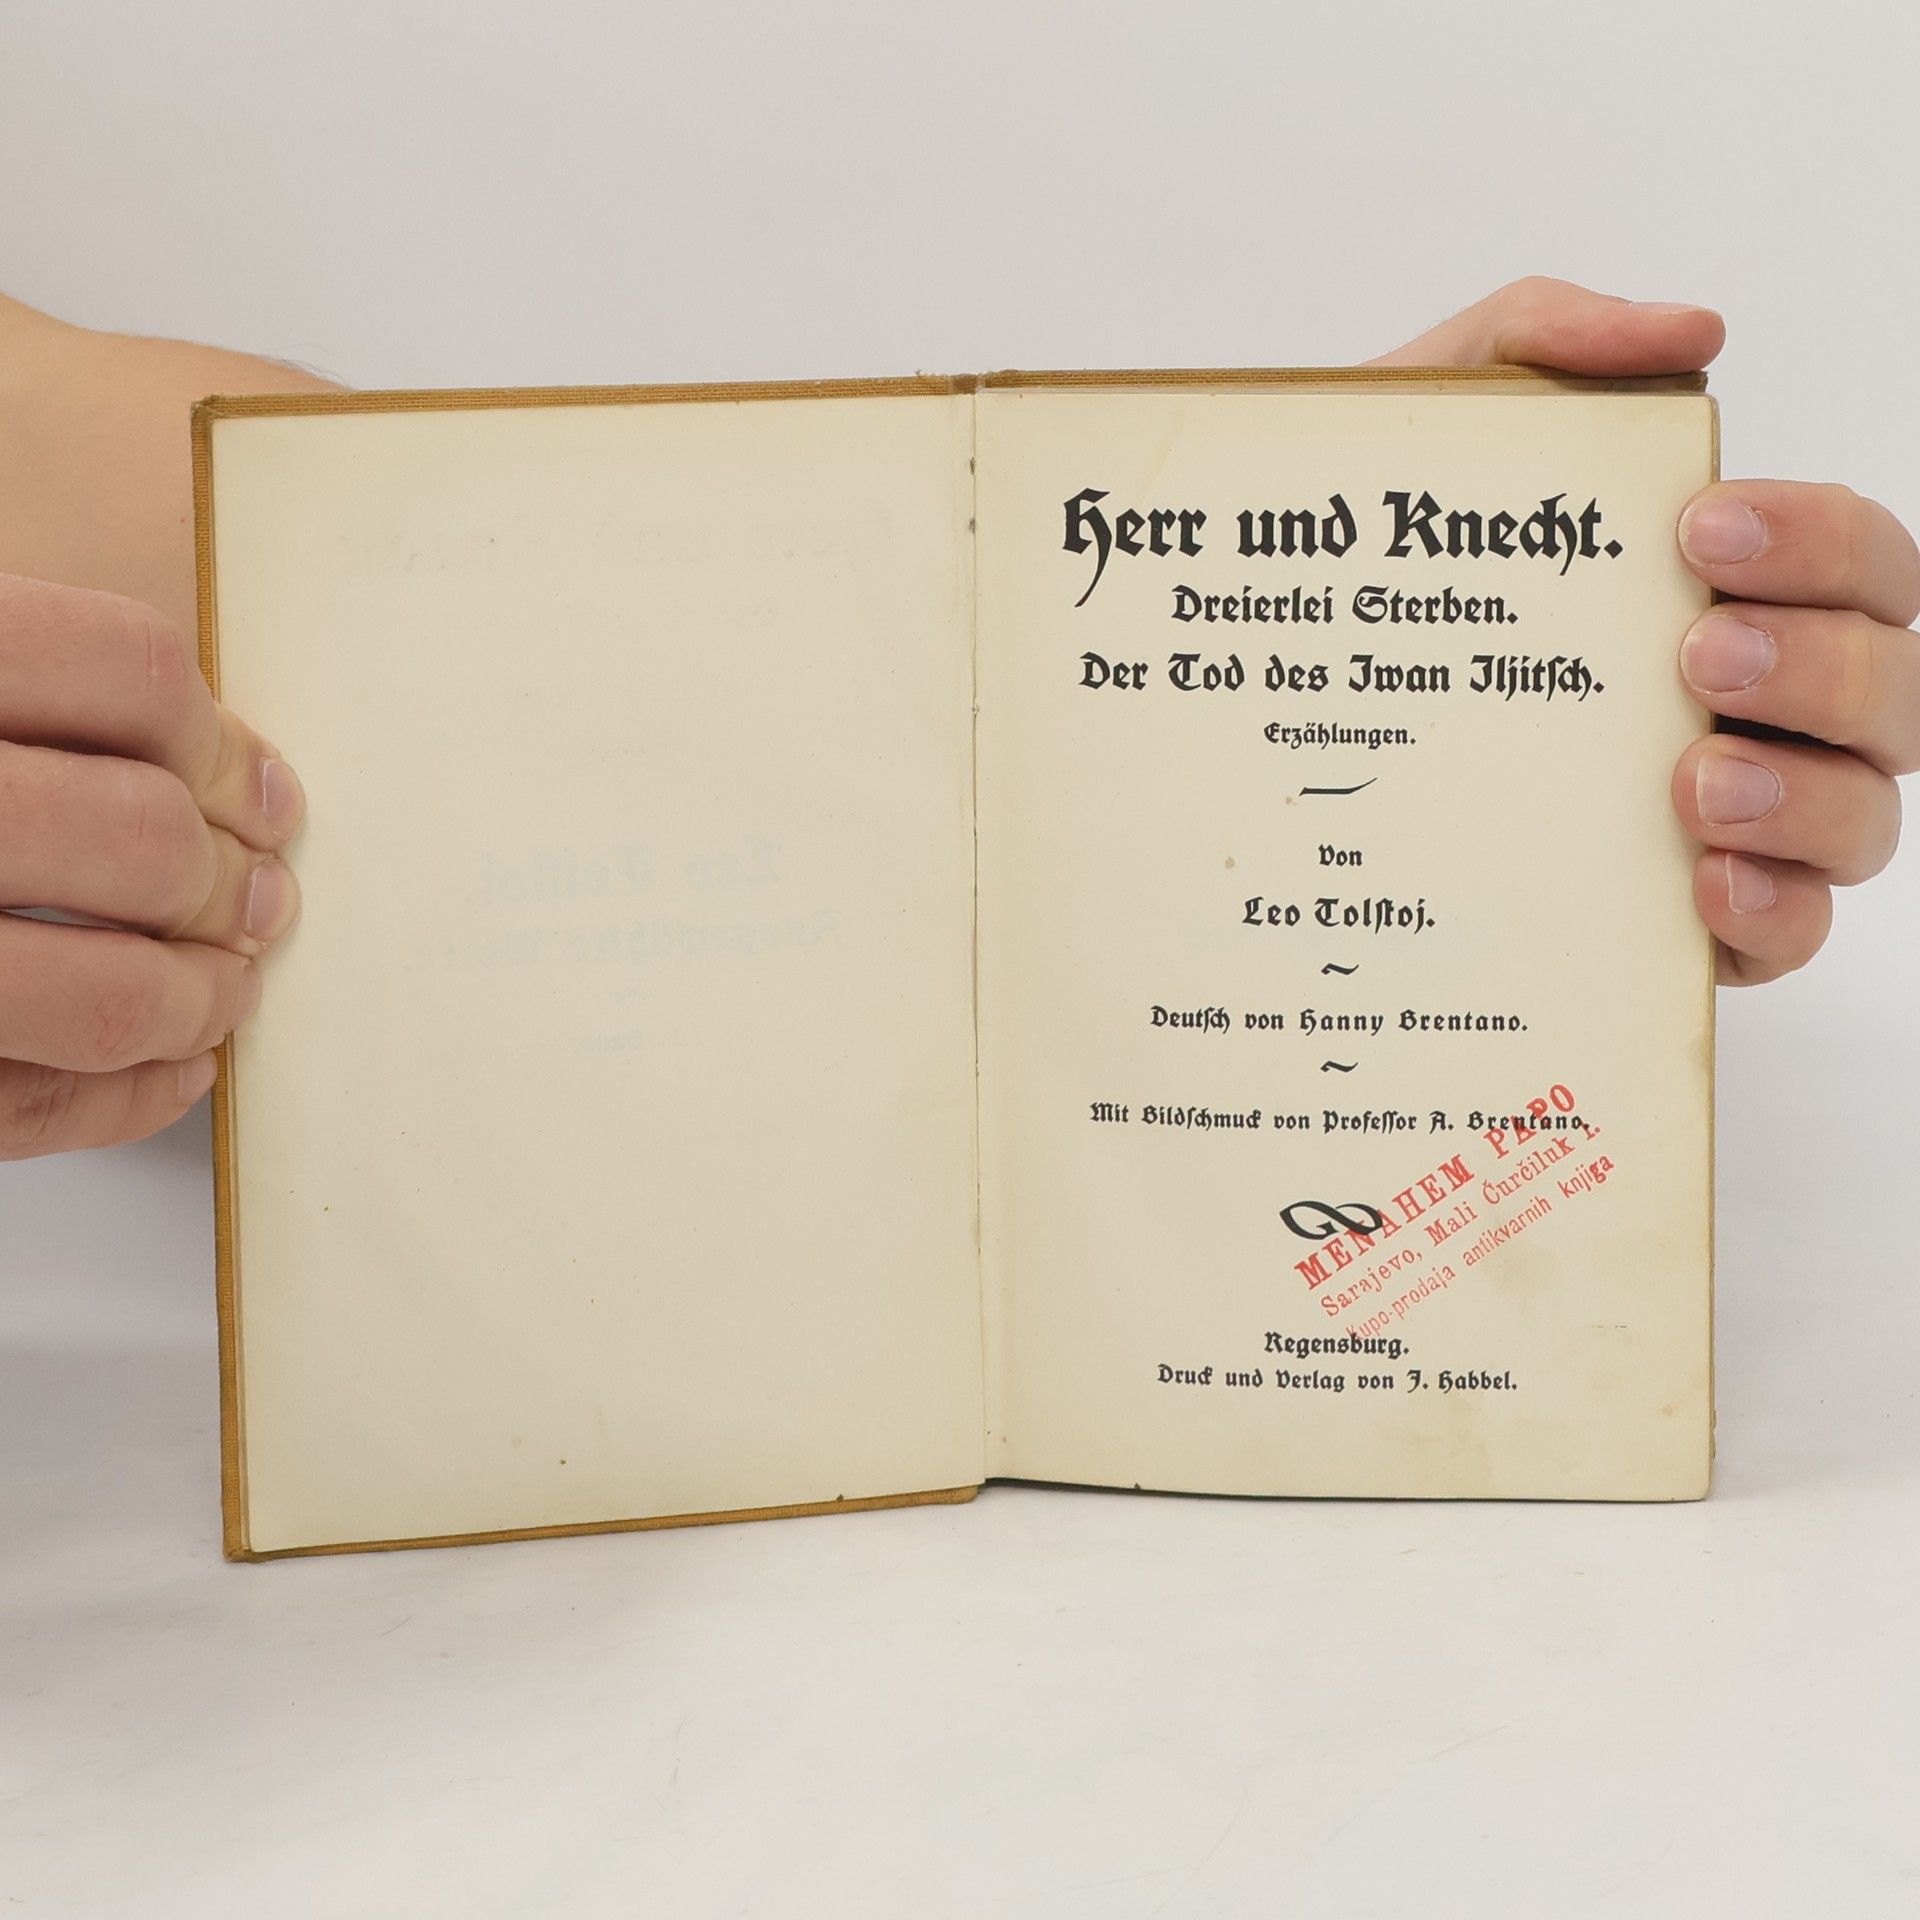 Herr und Knecht.
Dreierlei Sterben.
Der Tod des Iwan Iljitsch.
Erzählungen.
Von
Leo Tolstoj.
Deutsch von Hanny Brentano.
Mit Bildschmuck von Professor A. Brentano.
MENAHEM PAPO
Sarajevo, Mali Čurčiluk 1.
Kupo-prodaja antikvarnih knjiga
Regensburg.
Druck und Verlag von J. Habbel.